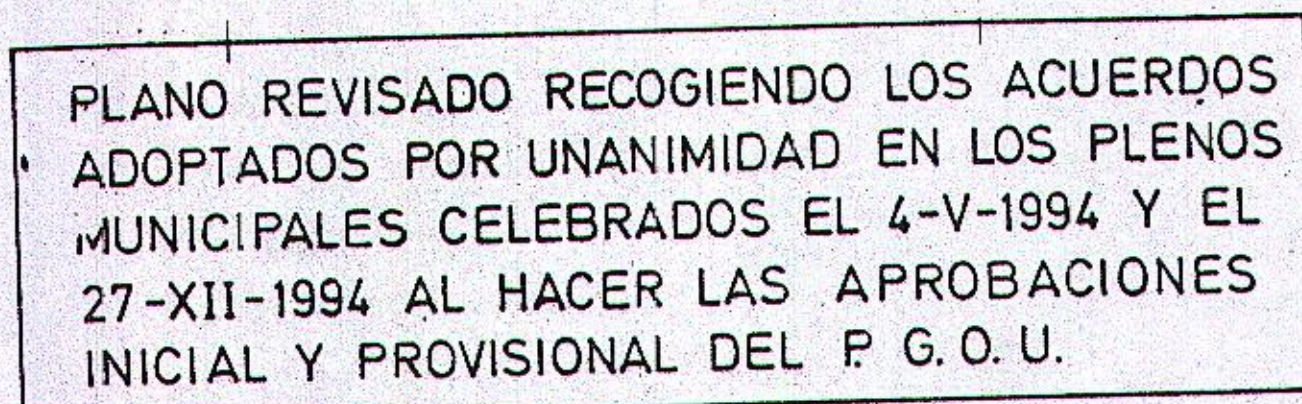 PLANO REVISADO RECOGIENDO LOS ACUERDOS
ADOPTADOS POR UNANIMIDAD EN LOS PLENOS
MUNICIPALES CELEBRADOS EL 4-V-1994 Y EL
27-XII-1994 AL HACER LAS APROBACIONES
INICIAL Y PROVISIONAL DEL P. G. O. U.